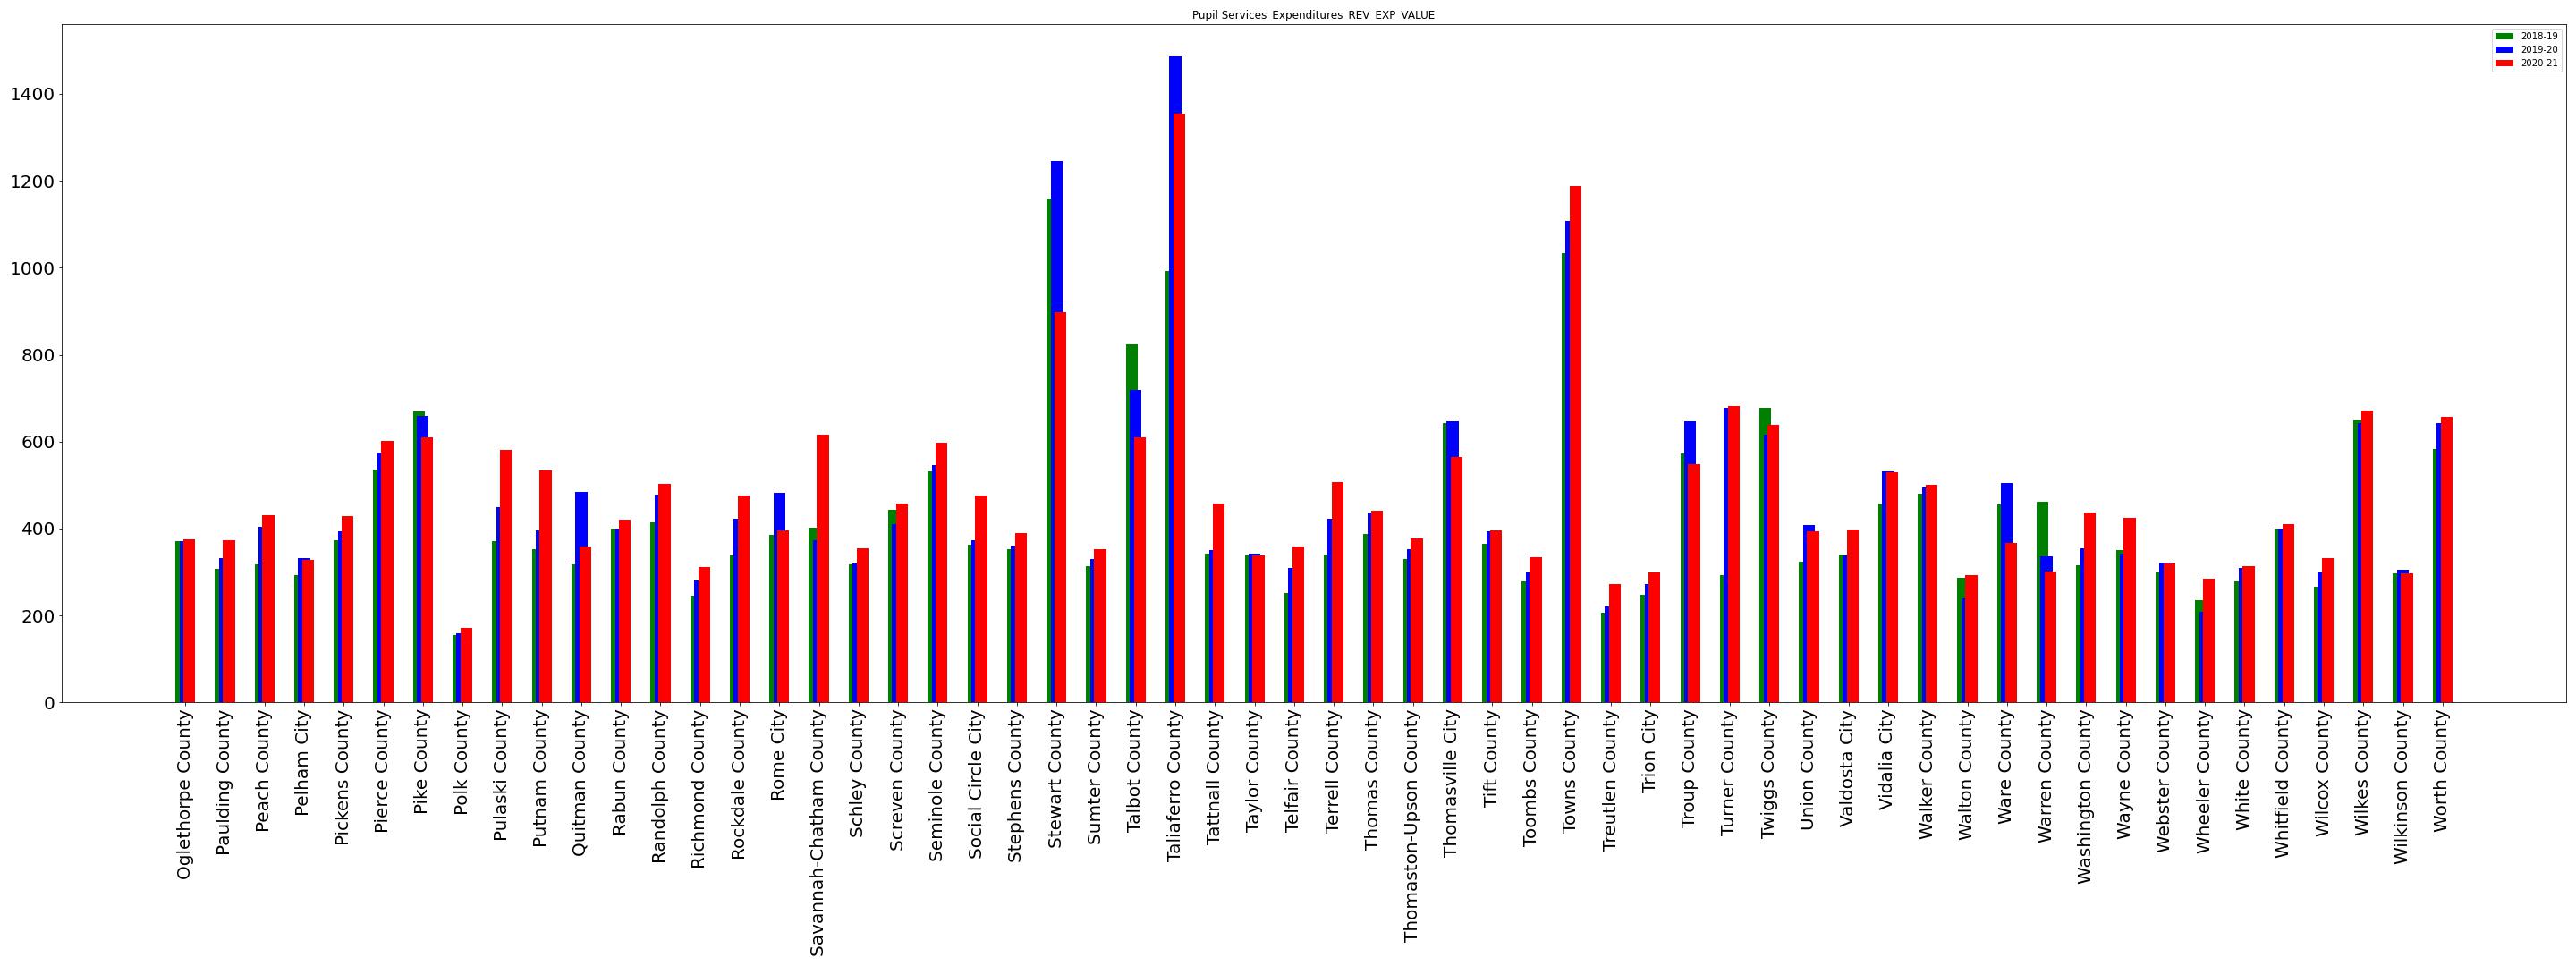 Pupil Services_Expenditures_REV_EXP_VALUE
2018-19
2019-20
2020-21
1400
1200
1000
800
600
400
200
0
Oglethorpe County
Paulding County
Peach County
Pelham City
Pickens County
Pierce County
Pike County
Polk County
Pulaski County
Putnam County
Quitman County
Rabun County
Randolph County
Richmond County
Rockdale County
Rome City
Savannah-Chatham County
Schley County
Screven County
Seminole County
Social Circle City
Stephens County
Stewart County
Sumter County
Talbot County
Taliaferro County
Tattnall County
Taylor County
Telfair County
Terrell County
Thomas County
Thomaston-Upson County
Thomasville City
Tift County
Toombs County
Towns County
Treutlen County
Trion City
Troup County
Turner County
Twiggs County
Union County
Valdosta City
Vidalia City
Walker County
Walton County
Ware County
Warren County
Washington County
Wayne County
Webster County
Wheeler County
White County
Whitfield County
Wilcox County
Wilkes County
Wilkinson County
Worth County